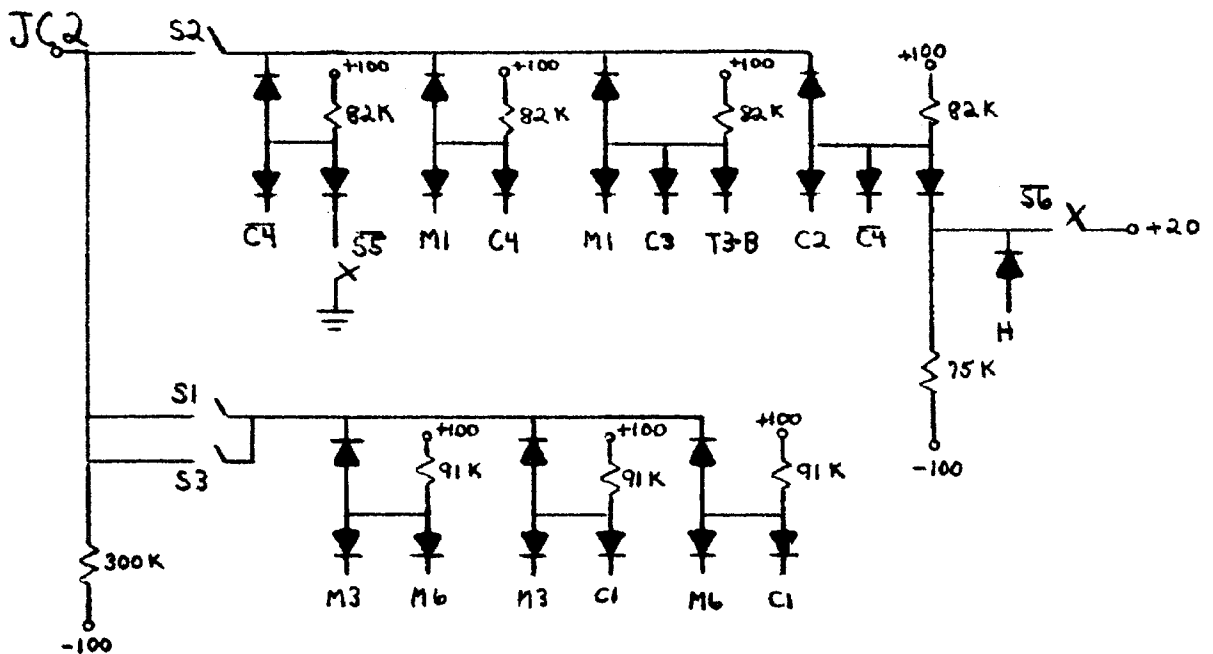 JC2
S2
+100
+100
+100
+100
82K
82K
82K
82K
C̅4̅
S̅5̅
M1
C4
M1
C3
T3-B
C2
C̅4̅
S̅6̅
+20
H
75K
-100
S1
S3
+100
+100
+100
91K
91K
91K
300K
M3
M6
M3
C1
M6
C1
-100